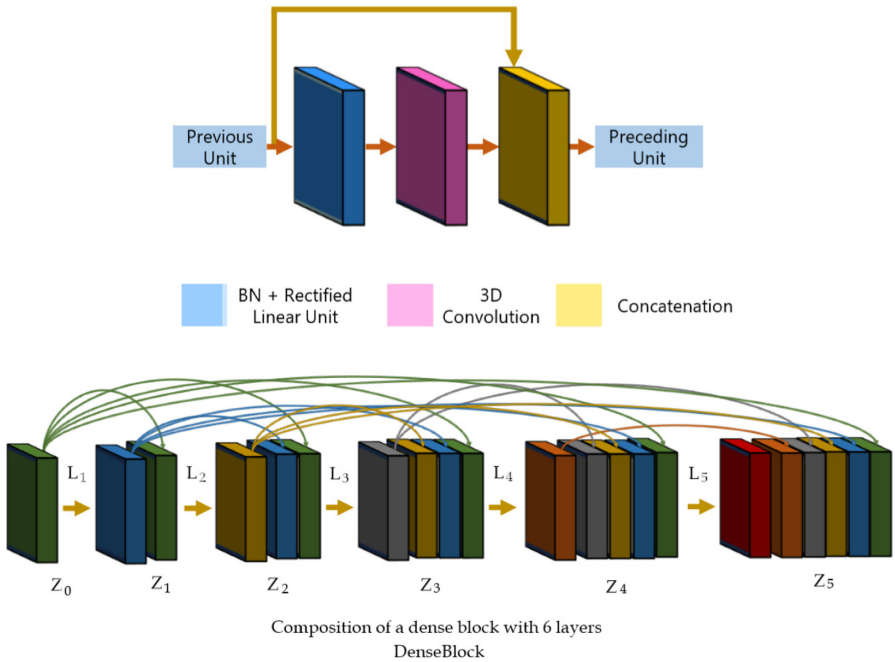 Previous
Unit
Preceding
Unit
BN + Rectified
Linear Unit
3D
Convolution
Concatenation
L1
L2
L3
L4
L5
Z0
Z1
Z2
Z3
Z4
Z5
Composition of a dense block with 6 layers
DenseBlock